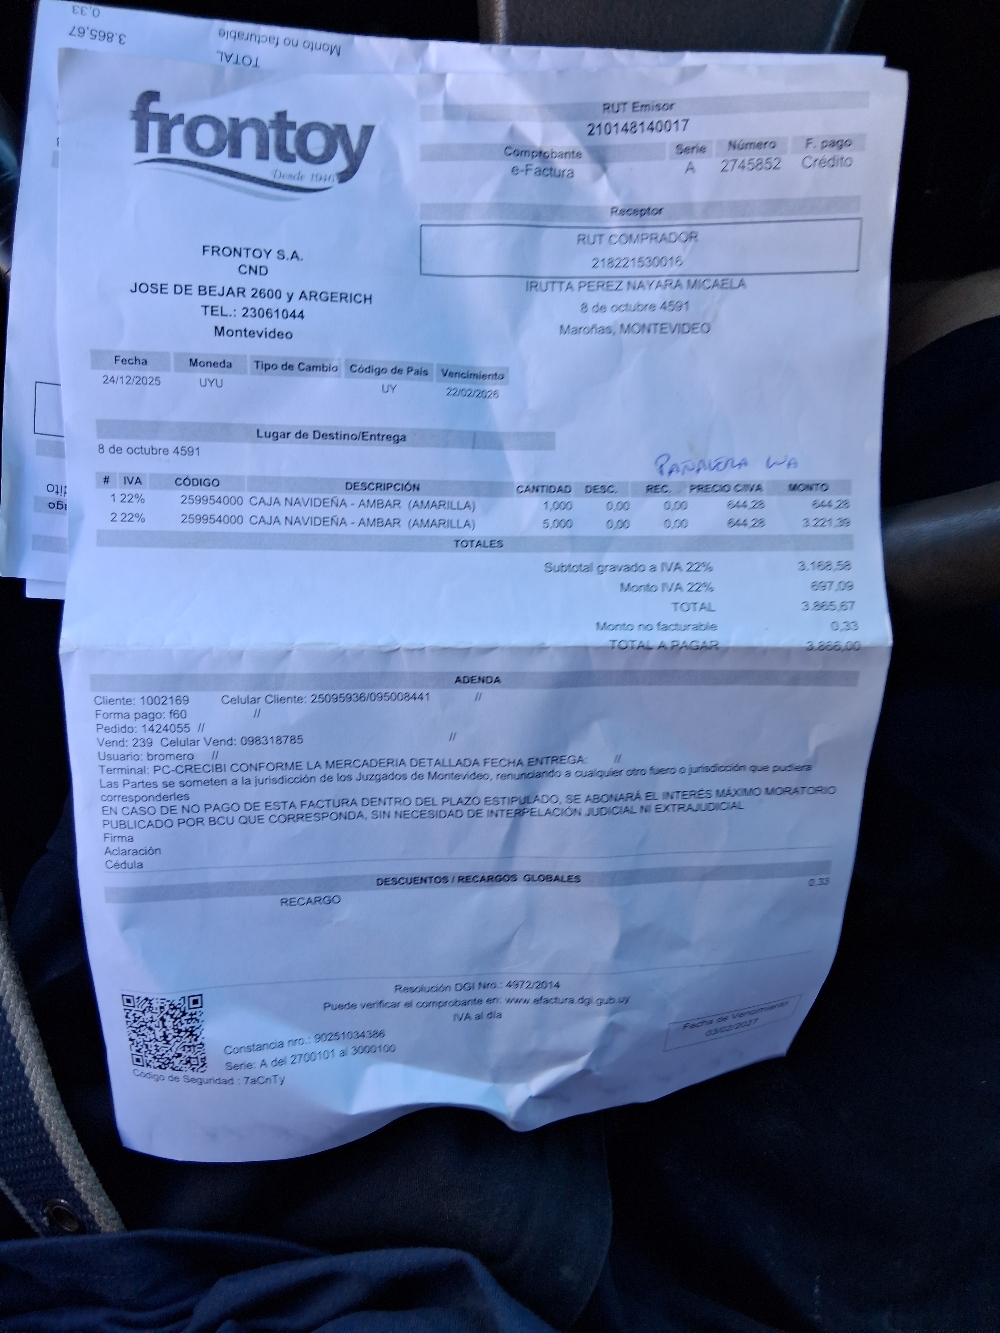 0,33
3.865,67
Monto no facturable
TOTAL
frontoy
Desde 1946
RUT Emisor
210148140017
Comprobante Serie Número F. pago
e-Factura A 2745852 Crédito
Receptor
RUT COMPRADOR
218221530016
IRUTTA PEREZ NAYARA MICAELA
8 de octubre 4591
Maroñas, MONTEVIDEO
FRONTOY S.A.
CND
JOSE DE BEJAR 2600 y ARGERICH
TEL.: 23061044
Montevideo
Fecha Moneda Tipo de Cambio Código de País Vencimiento
24/12/2025 UYU UY 22/02/2026
Lugar de Destino/Entrega
8 de octubre 4591
PAÑALERA
# IVA CÓDIGO DESCRIPCIÓN CANTIDAD DESC. REC. PRECIO C/IVA MONTO
1 22% 259954000 CAJA NAVIDEÑA - AMBAR (AMARILLA) 1,000 0,00 0,00 644,28 644,28
2 22% 259954000 CAJA NAVIDEÑA - AMBAR (AMARILLA) 5,000 0,00 0,00 644,28 3.221,39
TOTALES
Subtotal gravado a IVA 22% 3.168,58
Monto IVA 22% 697,09
TOTAL 3.865,67
Monto no facturable 0,33
TOTAL A PAGAR 3.866,00
ADENDA
Cliente: 1002169 Celular Cliente: 25095936/095008441 //
Forma pago: f60 //
Pedido: 1424055 //
Vend: 239 Celular Vend: 098318785 //
Usuario: bromero //
Terminal: PC-CRECIBI CONFORME LA MERCADERIA DETALLADA FECHA ENTREGA: //
Las Partes se someten a la jurisdicción de los Juzgados de Montevideo, renunciando a cualquier otro fuero o jurisdicción que pudiera
corresponderles
EN CASO DE NO PAGO DE ESTA FACTURA DENTRO DEL PLAZO ESTIPULADO, SE ABONARÁ EL INTERÉS MÁXIMO MORATORIO
PUBLICADO POR BCU QUE CORRESPONDA, SIN NECESIDAD DE INTERPELACIÓN JUDICIAL NI EXTRAJUDICIAL
Firma
Aclaración
Cédula
DESCUENTOS / RECARGOS GLOBALES
RECARGO 0,33
Resolución DGI Nro.: 4972/2014
Puede verificar el comprobante en: www.efactura.dgi.gub.uy
IVA al día
Constancia nro.: 90251034386
Serie: A del 2700101 al 3000100
Código de Seguridad : 7aCnTy
Fecha de Vencimiento
03/02/2027